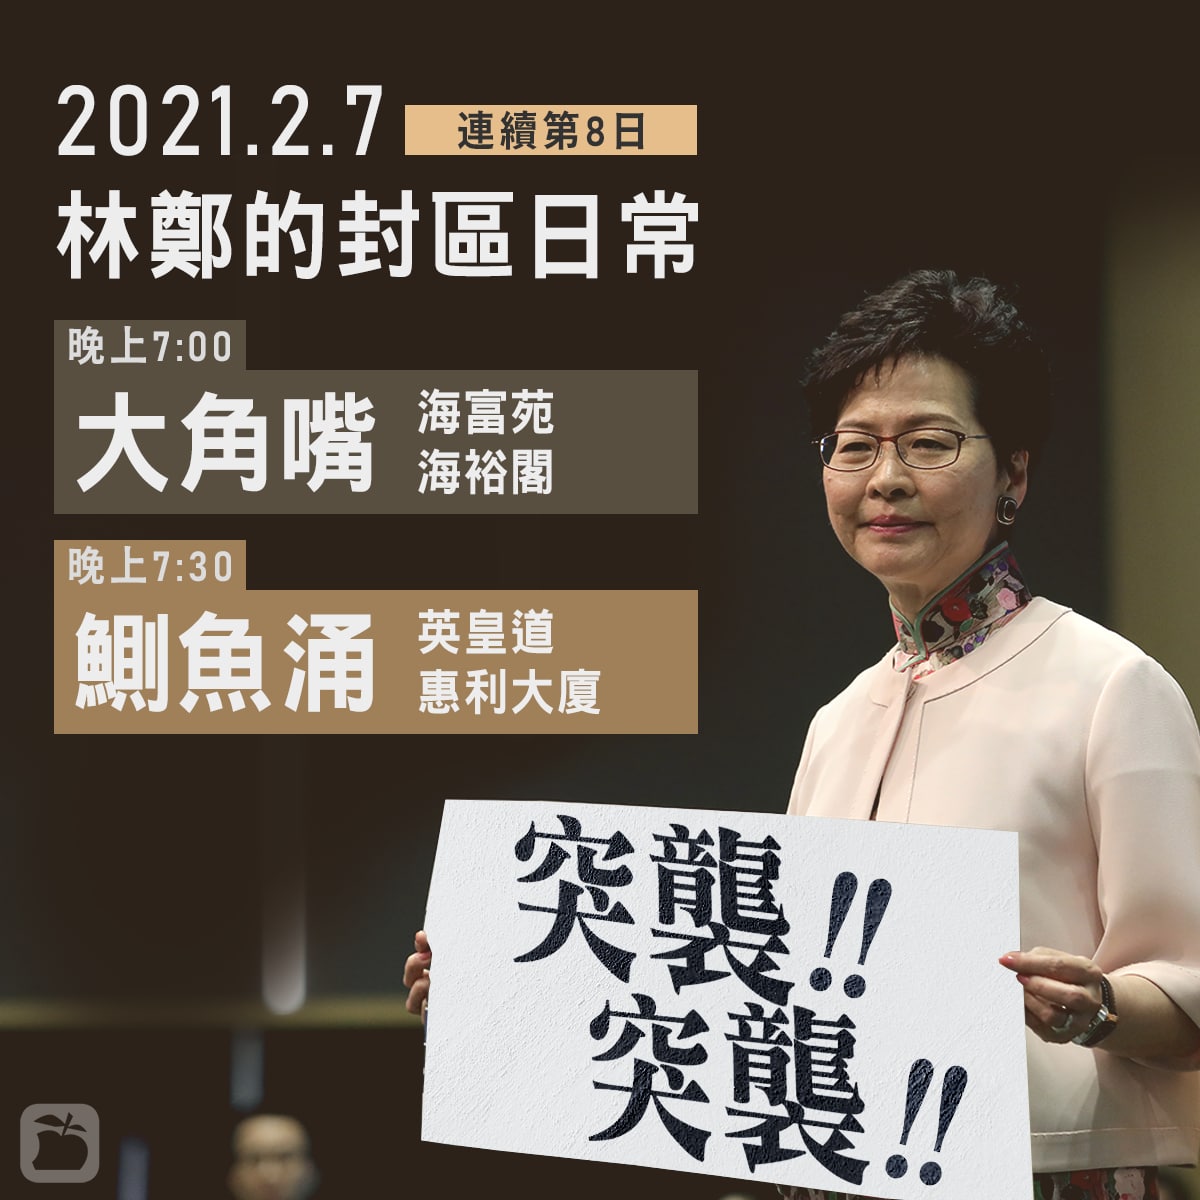 2021.2.7
連續第8日
林鄭的封區日常
晚上7:00
大角嘴
海富苑
海裕閣
晚上7:30
鰂魚涌
英皇道
惠利大廈
突襲!!
突襲!!